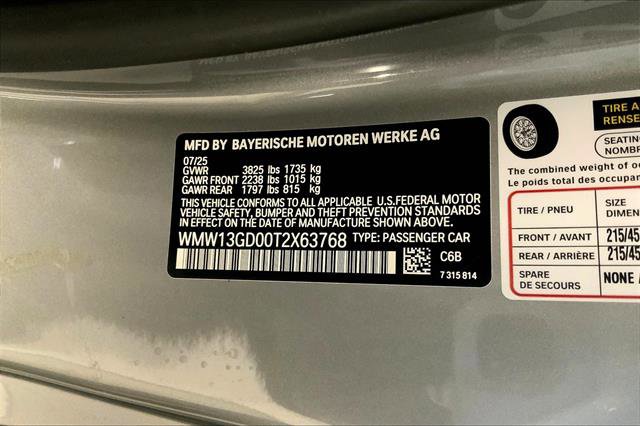 MFD BY BAYERISCHE MOTOREN WERKE AG
07/25
GVWR 3825 lbs 1735 kg
GAWR FRONT 2238 lbs 1015 kg
GAWR REAR 1797 lbs 815 kg
THIS VEHICLE CONFORMS TO ALL APPLICABLE U.S.FEDERAL MOTOR
VEHICLE SAFETY, BUMPER AND THEFT PREVENTION STANDARDS
IN EFFECT ON THE DATE OF MANUFACTURE SHOWN ABOVE.
WMW13GD00T2X63768 TYPE: PASSENGER CAR
C6B
7 315 814
TIRE
RENSE
SEATING
NOMBR
The combined weight of oc
Le poids total des occupan
TIRE / PNEU SIZE
DIMEN
FRONT / AVANT 215/45
REAR / ARRIÈRE 215/45
SPARE
DE SECOURS NONE